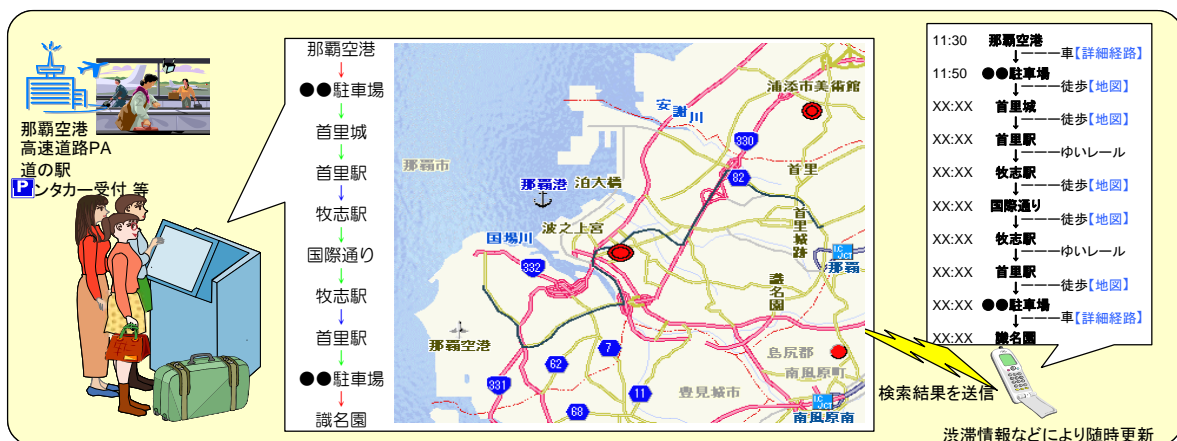 那覇空港
高速道路PA
道の駅
P
ンタカー受付 等
那覇空港
↓
●●駐車場
↓
首里城
↓
首里駅
↓
牧志駅
↓
国際通り
↓
牧志駅
↓
首里駅
↓
●●駐車場
↓
識名園
浦添市美術館
安謝川
那覇市
330
82
首里
那覇港
泊大橋
首里城跡
波之上宮
国場川
332
IC
JCT
那覇
識名園
那覇空港
7
62
331
11
68
島尻郡
南風原町
豊見城市
IC
JCT
南風原南
11:30 那覇空港
↓―――車【詳細経路】
11:50 ●●駐車場
↓―――徒歩【地図】
XX:XX 首里城
↓―――徒歩【地図】
XX:XX 首里駅
↓―――ゆいレール
XX:XX 牧志駅
↓―――徒歩【地図】
XX:XX 国際通り
↓―――徒歩【地図】
XX:XX 牧志駅
↓―――ゆいレール
XX:XX 首里駅
↓―――徒歩【地図】
XX:XX ●●駐車場
↓―――車【詳細経路】
XX:XX 識名園
検索結果を送信
渋滞情報などにより随時更新